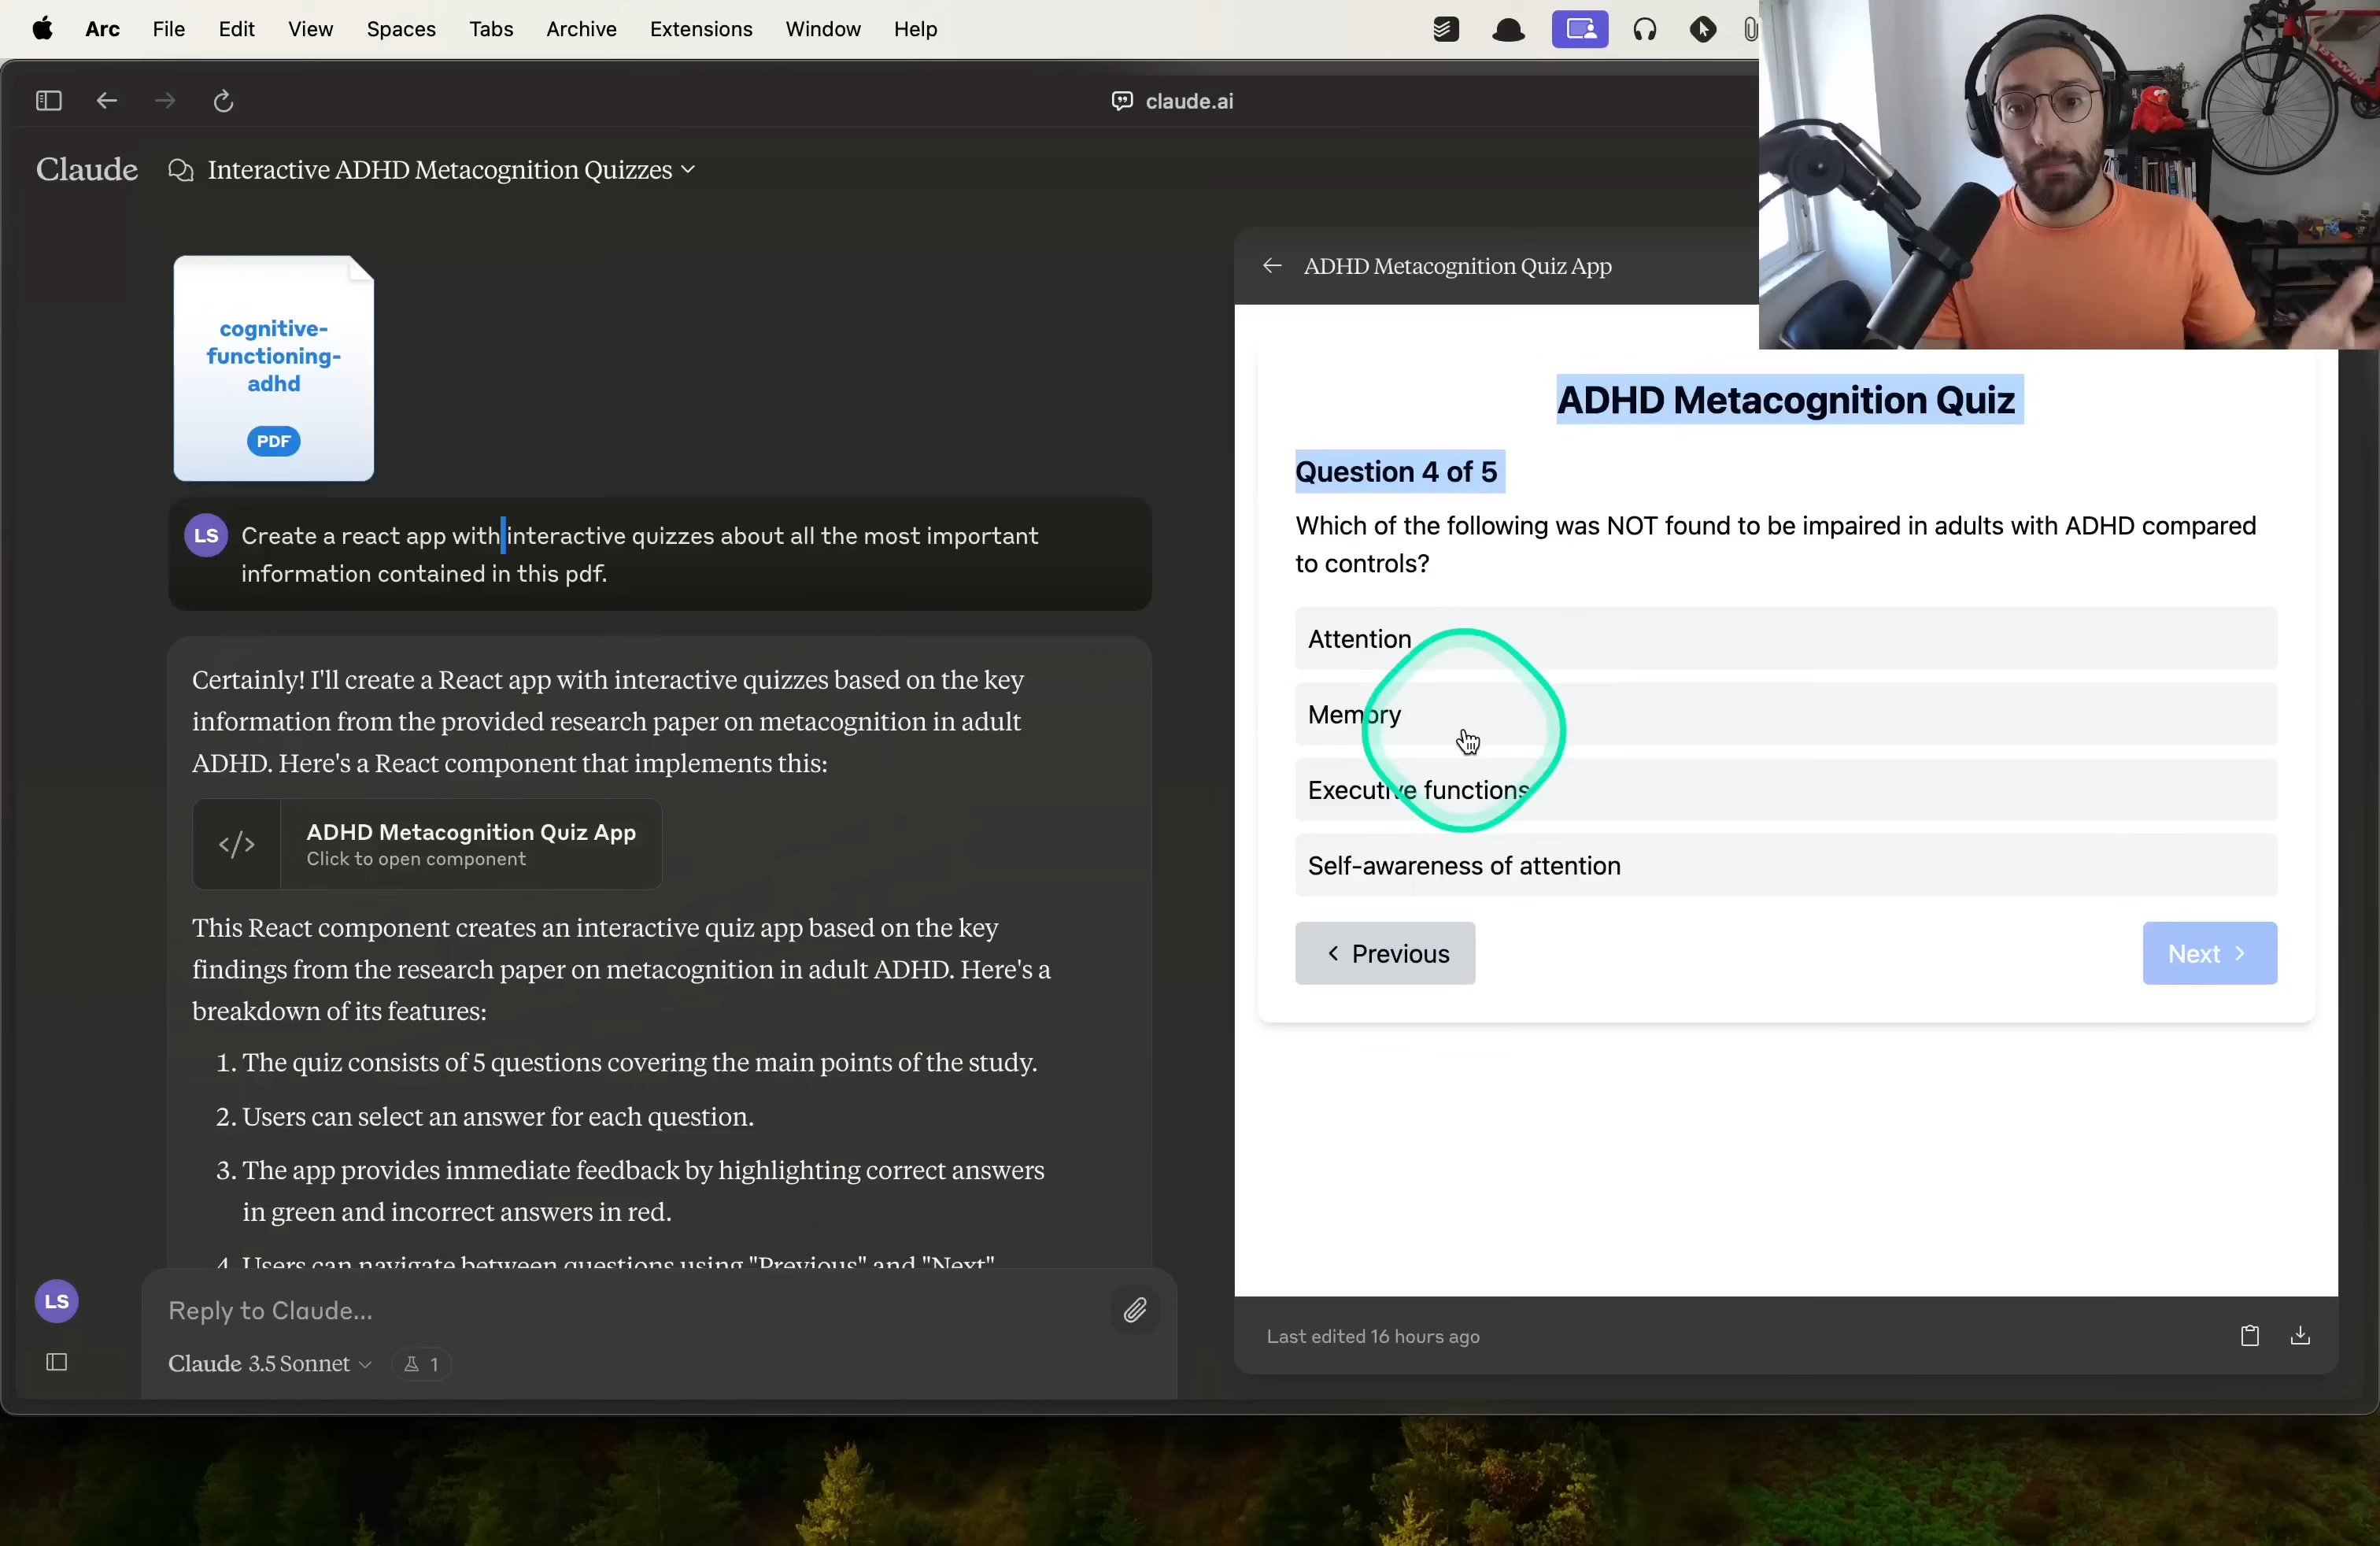 Arc File Edit View Spaces Tabs Archive Extensions Window Help
claude.ai
Claude Interactive ADHD Metacognition Quizzes
cognitive-
functioning-
adhd
PDF
LS Create a react app with interactive quizzes about all the most important
information contained in this pdf.
Certainly! I'll create a React app with interactive quizzes based on the key
information from the provided research paper on metacognition in adult
ADHD. Here's a React component that implements this:
</> ADHD Metacognition Quiz App
Click to open component
This React component creates an interactive quiz app based on the key
findings from the research paper on metacognition in adult ADHD. Here's a
breakdown of its features:
1. The quiz consists of 5 questions covering the main points of the study.
2. Users can select an answer for each question.
3. The app provides immediate feedback by highlighting correct answers
in green and incorrect answers in red.
4. Users can navigate between questions using "Previous" and "Next"
LS
Reply to Claude...
Claude 3.5 Sonnet 1
ADHD Metacognition Quiz App
ADHD Metacognition Quiz
Question 4 of 5
Which of the following was NOT found to be impaired in adults with ADHD compared
to controls?
Attention
Memory
Executive functions
Self-awareness of attention
Previous Next
Last edited 16 hours ago